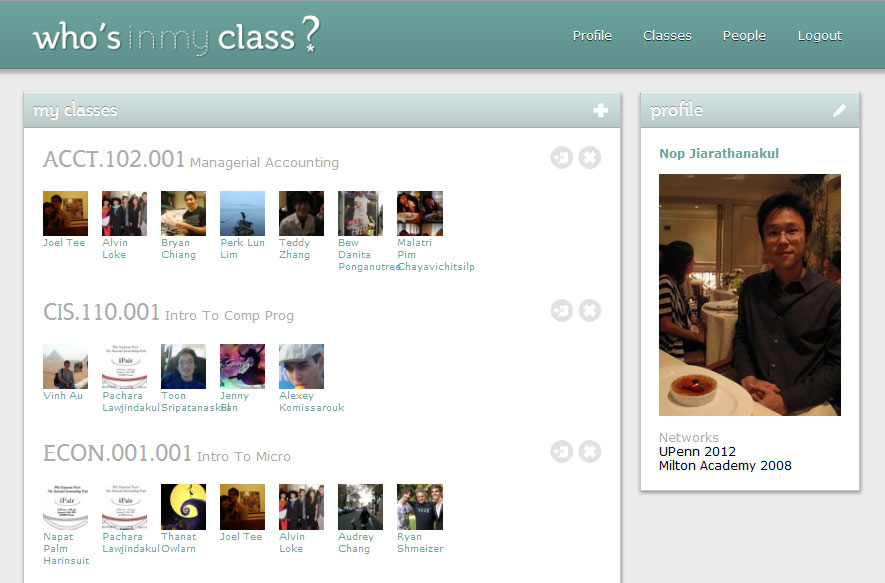 who's in my class?
Profile Classes People Logout
my classes
ACCT.102.001 Managerial Accounting
Joel Tee
Alvin
Loke
Bryan
Chiang
Perk Lun
Lim
Teddy
Zhang
Bew
Danita
Ponganutree
Malatri
Pim
Chayavichitsilp
CIS.110.001 Intro To Comp Prog
iFair
Vinh Au
Pachara
Lawjindakul
Toon
Sripatanaskul
Jenny
Alexey
Komissarouk
ECON.001.001 Intro To Micro
iFair
iFair
Napat
Palm
Harinsuit
Pachara
Lawjindakul
Thanat
Owlarn
Joel Tee
Alvin
Loke
Audrey
Chang
Ryan
Shmeizer
profile
Nop Jiarathanakul
Networks
UPenn 2012
Milton Academy 2008